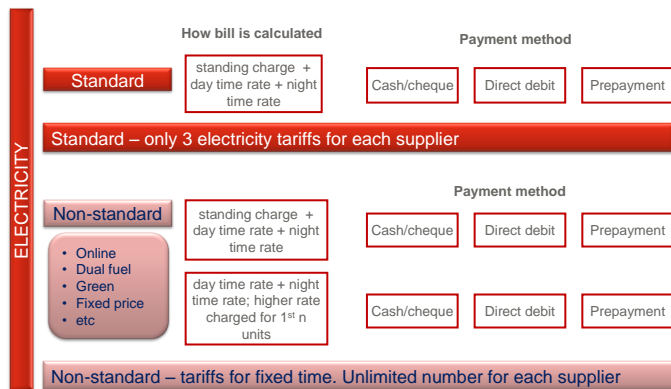 How bill is calculated
Payment method
ELECTRICITY
Standard
standing charge +
day time rate + night
time rate
Cash/cheque
Direct debit
Prepayment
Standard – only 3 electricity tariffs for each supplier
Payment method
Non-standard
• Online
• Dual fuel
• Green
• Fixed price
• etc
standing charge +
day time rate + night
time rate
Cash/cheque
Direct debit
Prepayment
day time rate + night
time rate; higher rate
charged for 1st n
units
Cash/cheque
Direct debit
Prepayment
Non-standard – tariffs for fixed time. Unlimited number for each supplier